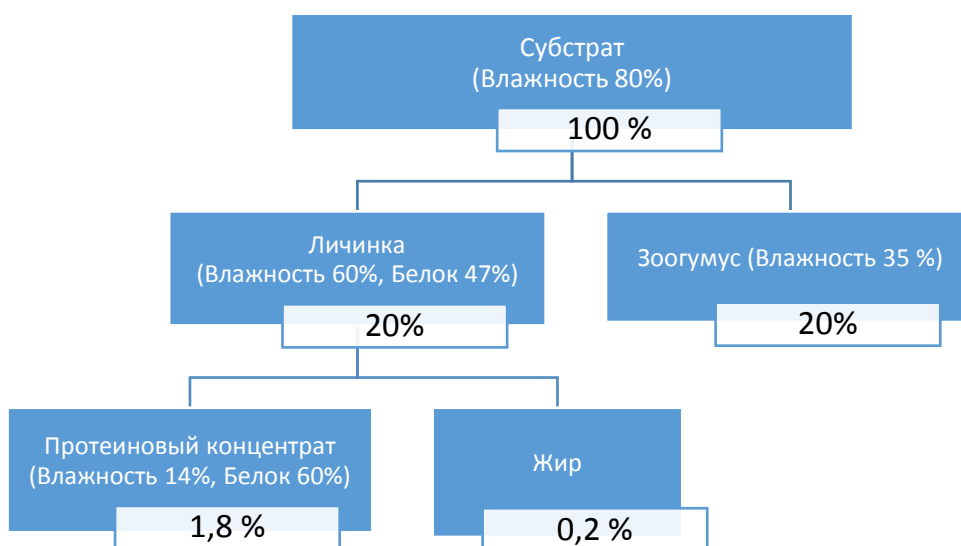 Субстрат
(Влажность 80%)
100 %
Личинка
(Влажность 60%, Белок 47%)
20%
Зоогумус (Влажность 35 %)
20%
Протеиновый концентрат
(Влажность 14%, Белок 60%)
1,8 %
Жир
0,2 %